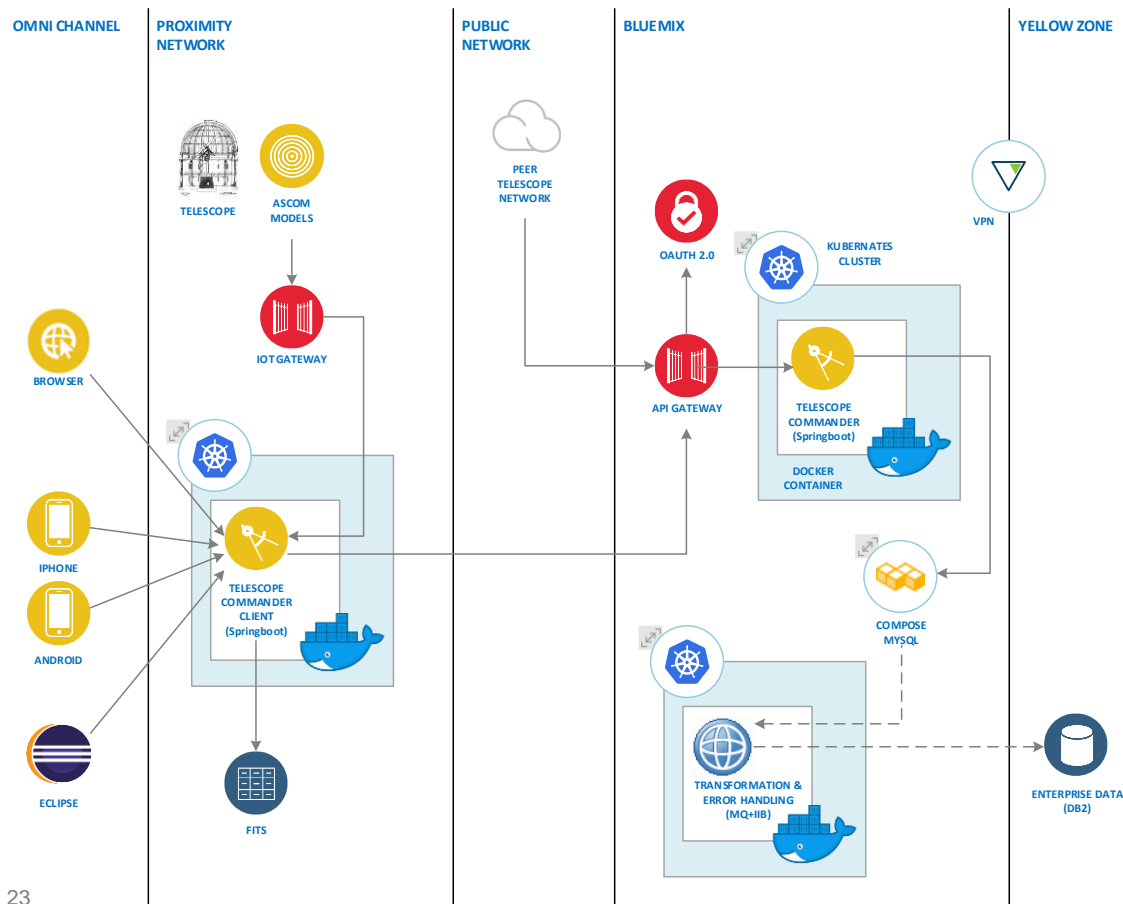 OMNI CHANNEL
PROXIMITY
NETWORK
PUBLIC
NETWORK
BLUEMIX
YELLOW ZONE
TELESCOPE
ASCOM
MODELS
PEER
TELESCOPE
NETWORK
VPN
OAUTH 2.0
KUBERNATES
CLUSTER
IOT GATEWAY
BROWSER
API GATEWAY
TELESCOPE
COMMANDER
(Springboot)
DOCKER
CONTAINER
IPHONE
ANDROID
TELESCOPE
COMMANDER
CLIENT
(Springboot)
COMPOSE
MYSQL
ECLIPSE
FITS
TRANSFORMATION &
ERROR HANDLING
(MQ+IIB)
ENTERPRISE DATA
(DB2)
23